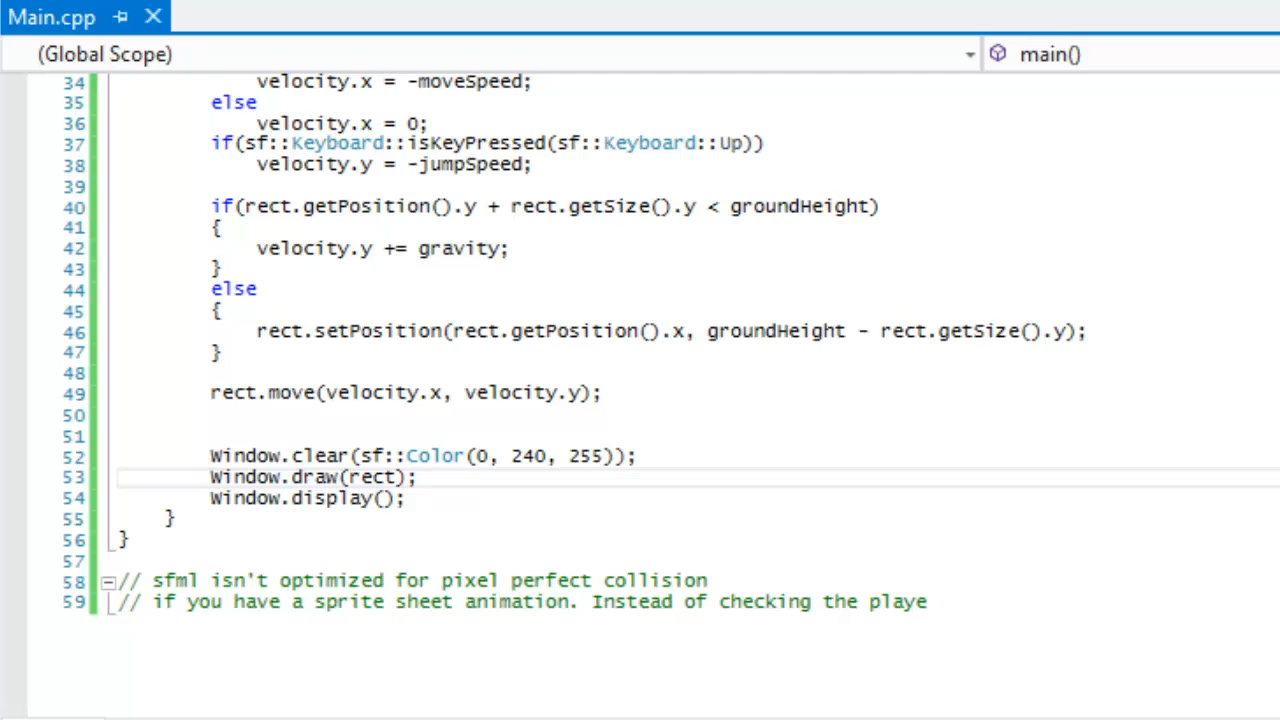 Main.cpp
(Global Scope) main()
34 velocity.x = -moveSpeed;
35 else
36 velocity.x = 0;
37 if(sf::Keyboard::isKeyPressed(sf::Keyboard::Up))
38 velocity.y = -jumpSpeed;
39
40 if(rect.getPosition().y + rect.getSize().y < groundHeight)
41 {
42 velocity.y += gravity;
43 }
44 else
45 {
46 rect.setPosition(rect.getPosition().x, groundHeight - rect.getSize().y);
47 }
48
49 rect.move(velocity.x, velocity.y);
50
51
52 Window.clear(sf::Color(0, 240, 255));
53 Window.draw(rect);
54 Window.display();
55 }
56 }
57
58 // sfml isn't optimized for pixel perfect collision
59 // if you have a sprite sheet animation. Instead of checking the playe